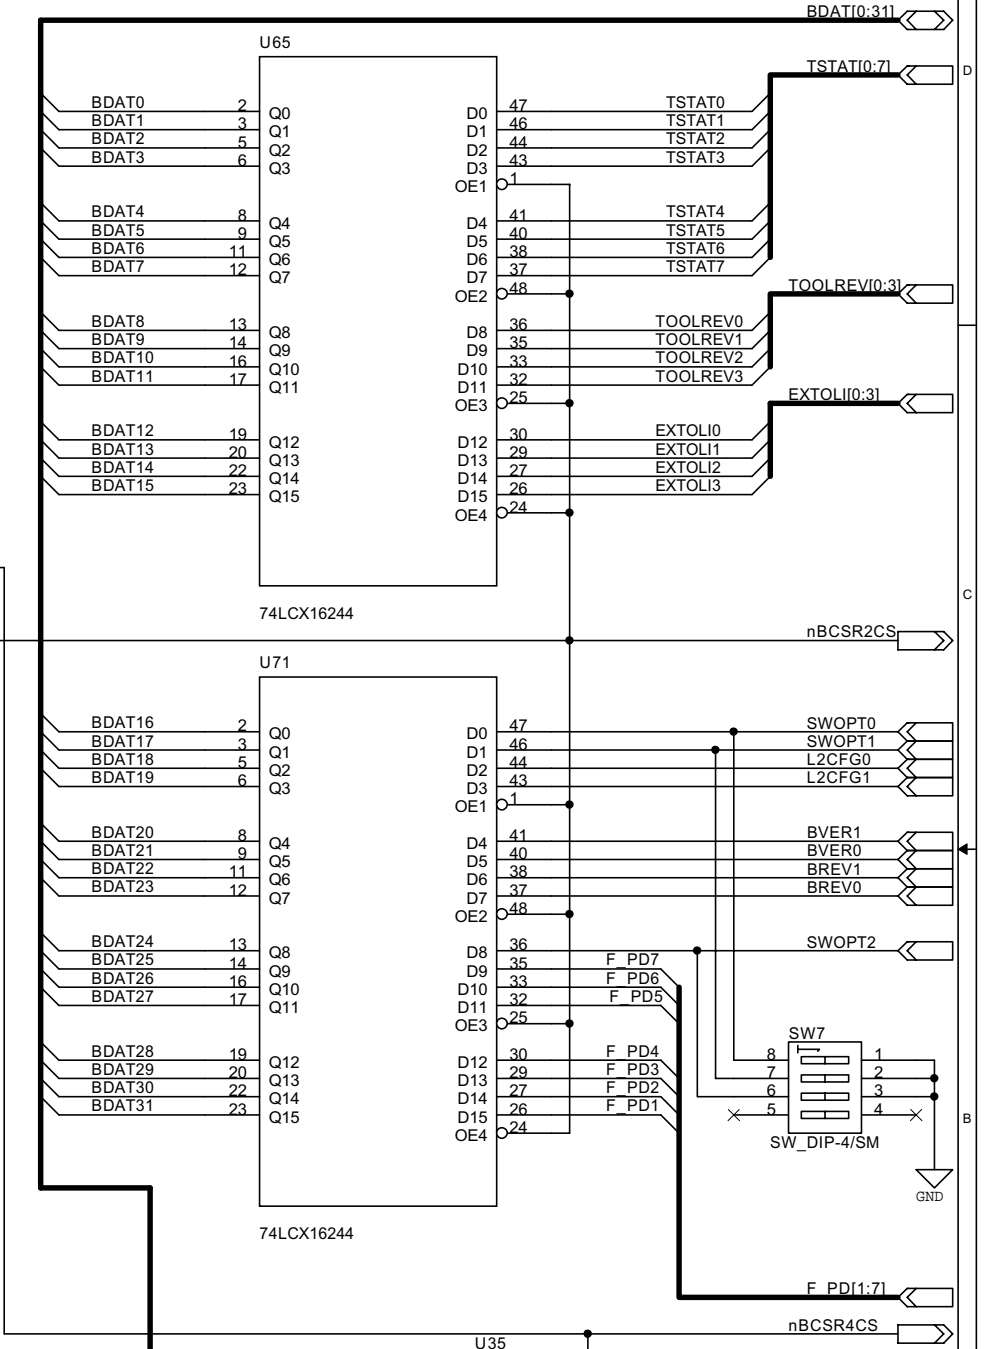 BDAT[0:31]
U65
TSTAT[0:7]
D
BDAT0 2 Q0 D0 47 TSTAT0
BDAT1 3 Q1 D1 46 TSTAT1
BDAT2 5 Q2 D2 44 TSTAT2
BDAT3 6 Q3 D3 43 TSTAT3
OE1 1
BDAT4 8 Q4 D4 41 TSTAT4
BDAT5 9 Q5 D5 40 TSTAT5
BDAT6 11 Q6 D6 38 TSTAT6
BDAT7 12 Q7 D7 37 TSTAT7
OE2 48
TOOLREV[0:3]
BDAT8 13 Q8 D8 36 TOOLREV0
BDAT9 14 Q9 D9 35 TOOLREV1
BDAT10 16 Q10 D10 33 TOOLREV2
BDAT11 17 Q11 D11 32 TOOLREV3
OE3 25
EXTOLI[0:3]
BDAT12 19 Q12 D12 30 EXTOLI0
BDAT13 20 Q13 D13 29 EXTOLI1
BDAT14 22 Q14 D14 27 EXTOLI2
BDAT15 23 Q15 D15 26 EXTOLI3
OE4 24
C
74LCX16244
nBCSR2CS
U71
BDAT16 2 Q0 D0 47 SWOPT0
BDAT17 3 Q1 D1 46 SWOPT1
BDAT18 5 Q2 D2 44 L2CFG0
BDAT19 6 Q3 D3 43 L2CFG1
OE1 1
BDAT20 8 Q4 D4 41 BVER1
BDAT21 9 Q5 D5 40 BVER0
BDAT22 11 Q6 D6 38 BREV1
BDAT23 12 Q7 D7 37 BREV0
OE2 48
BDAT24 13 Q8 D8 36 SWOPT2
BDAT25 14 Q9 D9 35 F_PD7
BDAT26 16 Q10 D10 33 F_PD6
BDAT27 17 Q11 D11 32 F_PD5
OE3 25
SW7
BDAT28 19 Q12 D12 30 F_PD4 8 1
BDAT29 20 Q13 D13 29 F_PD3 7 2
BDAT30 22 Q14 D14 27 F_PD2 6 3
BDAT31 23 Q15 D15 26 F_PD1 5 4
B
OE4 24
SW_DIP-4/SM
GND
74LCX16244
F_PD[1:7]
nBCSR4CS
U35